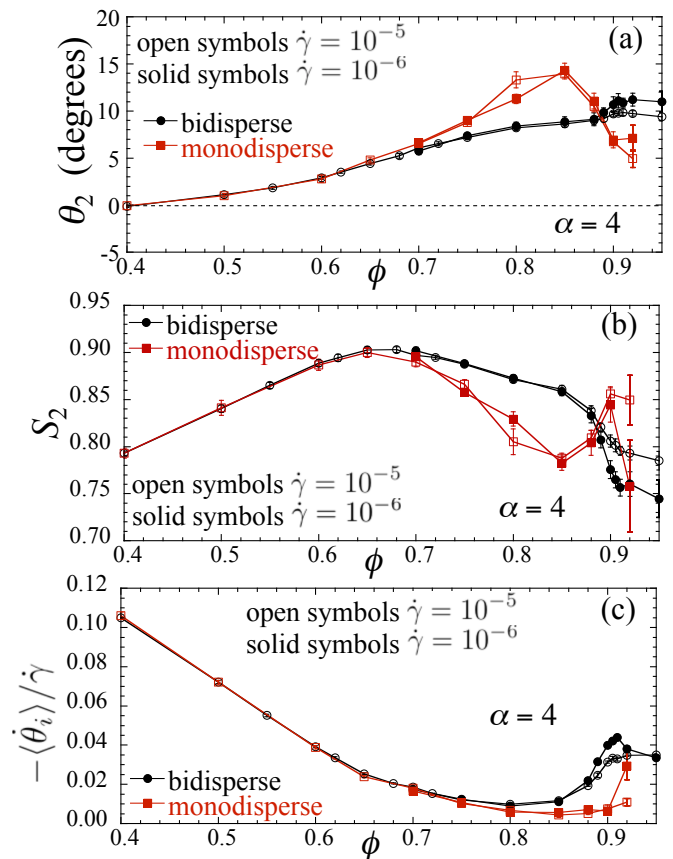 (a)
open symbols γ̇ = 10⁻⁵
solid symbols γ̇ = 10⁻⁶
bidisperse
monodisperse
α = 4
θ₂ (degrees)
20
15
10
5
0
-5
0.4 0.5 0.6 0.7 0.8 0.9
ϕ
(b)
bidisperse
monodisperse
open symbols γ̇ = 10⁻⁵
solid symbols γ̇ = 10⁻⁶
α = 4
S₂
0.95
0.90
0.85
0.80
0.75
0.70
0.4 0.5 0.6 0.7 0.8 0.9
ϕ
(c)
open symbols γ̇ = 10⁻⁵
solid symbols γ̇ = 10⁻⁶
α = 4
bidisperse
monodisperse
−⟨θ̇ᵢ⟩/γ̇
0.12
0.10
0.08
0.06
0.04
0.02
0.00
0.4 0.5 0.6 0.7 0.8 0.9
ϕ